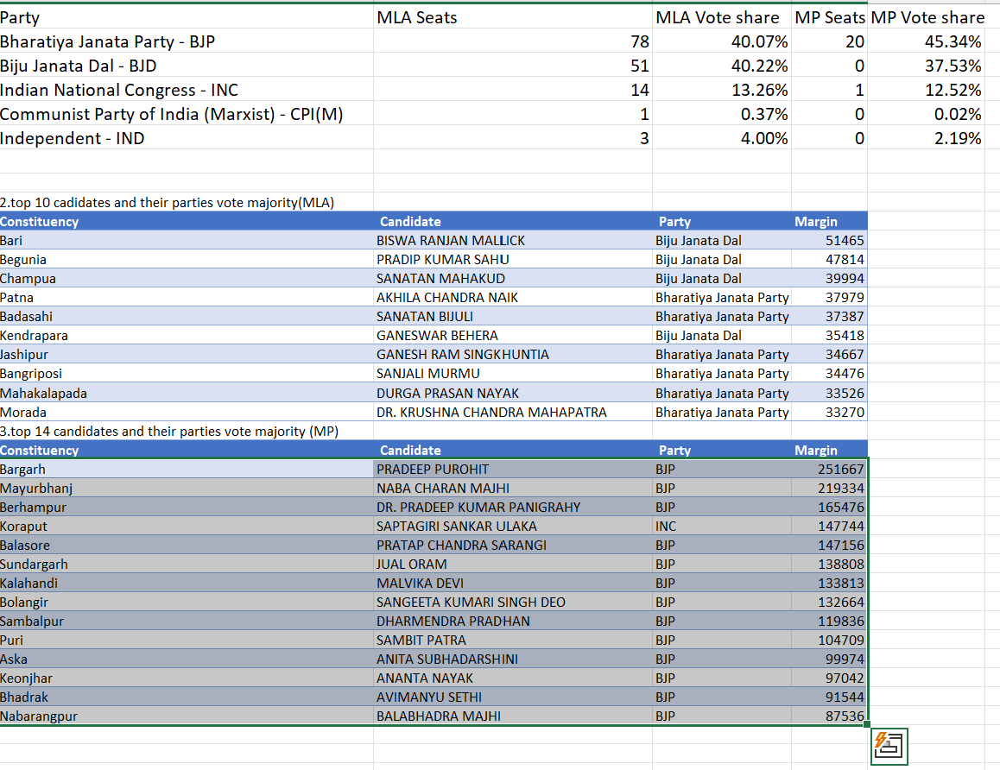 Party MLA Seats MLA Vote share MP Seats MP Vote share
Bharatiya Janata Party - BJP 78 40.07% 20 45.34%
Biju Janata Dal - BJD 51 40.22% 0 37.53%
Indian National Congress - INC 14 13.26% 1 12.52%
Communist Party of India (Marxist) - CPI(M) 1 0.37% 0 0.02%
Independent - IND 3 4.00% 0 2.19%
2.top 10 cadidates and their parties vote majority(MLA)
Constituency Candidate Party Margin
Bari BISWA RANJAN MALLICK Biju Janata Dal 51465
Begunia PRADIP KUMAR SAHU Biju Janata Dal 47814
Champua SANATAN MAHAKUD Biju Janata Dal 39994
Patna AKHILA CHANDRA NAIK Bharatiya Janata Party 37979
Badasahi SANATAN BIJULI Bharatiya Janata Party 37387
Kendrapara GANESWAR BEHERA Biju Janata Dal 35418
Jashipur GANESH RAM SINGKHUNTIA Bharatiya Janata Party 34667
Bangriposi SANJALI MURMU Bharatiya Janata Party 34476
Mahakalapada DURGA PRASAN NAYAK Bharatiya Janata Party 33526
Morada DR. KRUSHNA CHANDRA MAHAPATRA Bharatiya Janata Party 33270
3.top 14 candidates and their parties vote majority (MP)
Constituency Candidate Party Margin
Bargarh PRADEEP PUROHIT BJP 251667
Mayurbhanj NABA CHARAN MAJHI BJP 219334
Berhampur DR. PRADEEP KUMAR PANIGRAHY BJP 165476
Koraput SAPTAGIRI SANKAR ULAKA INC 147744
Balasore PRATAP CHANDRA SARANGI BJP 147156
Sundargarh JUAL ORAM BJP 138808
Kalahandi MALVIKA DEVI BJP 133813
Bolangir SANGEETA KUMARI SINGH DEO BJP 132664
Sambalpur DHARMENDRA PRADHAN BJP 119836
Puri SAMBIT PATRA BJP 104709
Aska ANITA SUBHADARSHINI BJP 99974
Keonjhar ANANTA NAYAK BJP 97042
Bhadrak AVIMANYU SETHI BJP 91544
Nabarangpur BALABHADRA MAJHI BJP 87536